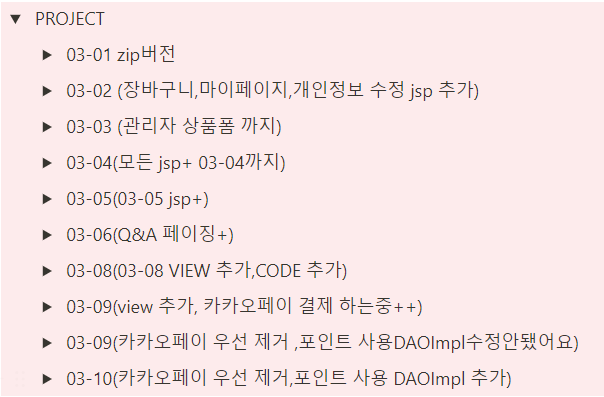 PROJECT
03-01 zip버전
03-02 (장바구니,마이페이지,개인정보 수정 jsp 추가)
03-03 (관리자 상품폼 까지)
03-04(모든 jsp+ 03-04까지)
03-05(03-05 jsp+)
03-06(Q&A 페이징+)
03-08(03-08 VIEW 추가,CODE 추가)
03-09(view 추가, 카카오페이 결제 하는중++)
03-09(카카오페이 우선 제거 ,포인트 사용DAOImpl수정안됐어요)
03-10(카카오페이 우선 제거,포인트 사용 DAOImpl 추가)